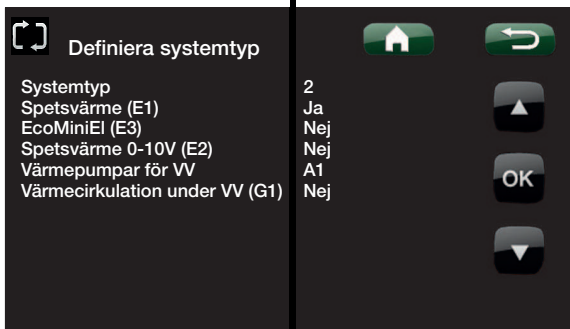 Definiera systemtyp
Systemtyp 2
Spetsvärme (E1) Ja
EcoMiniEl (E3) Nej
Spetsvärme 0-10V (E2) Nej
Värmepumpar för VV A1
Värmecirkulation under VV (G1) Nej
OK